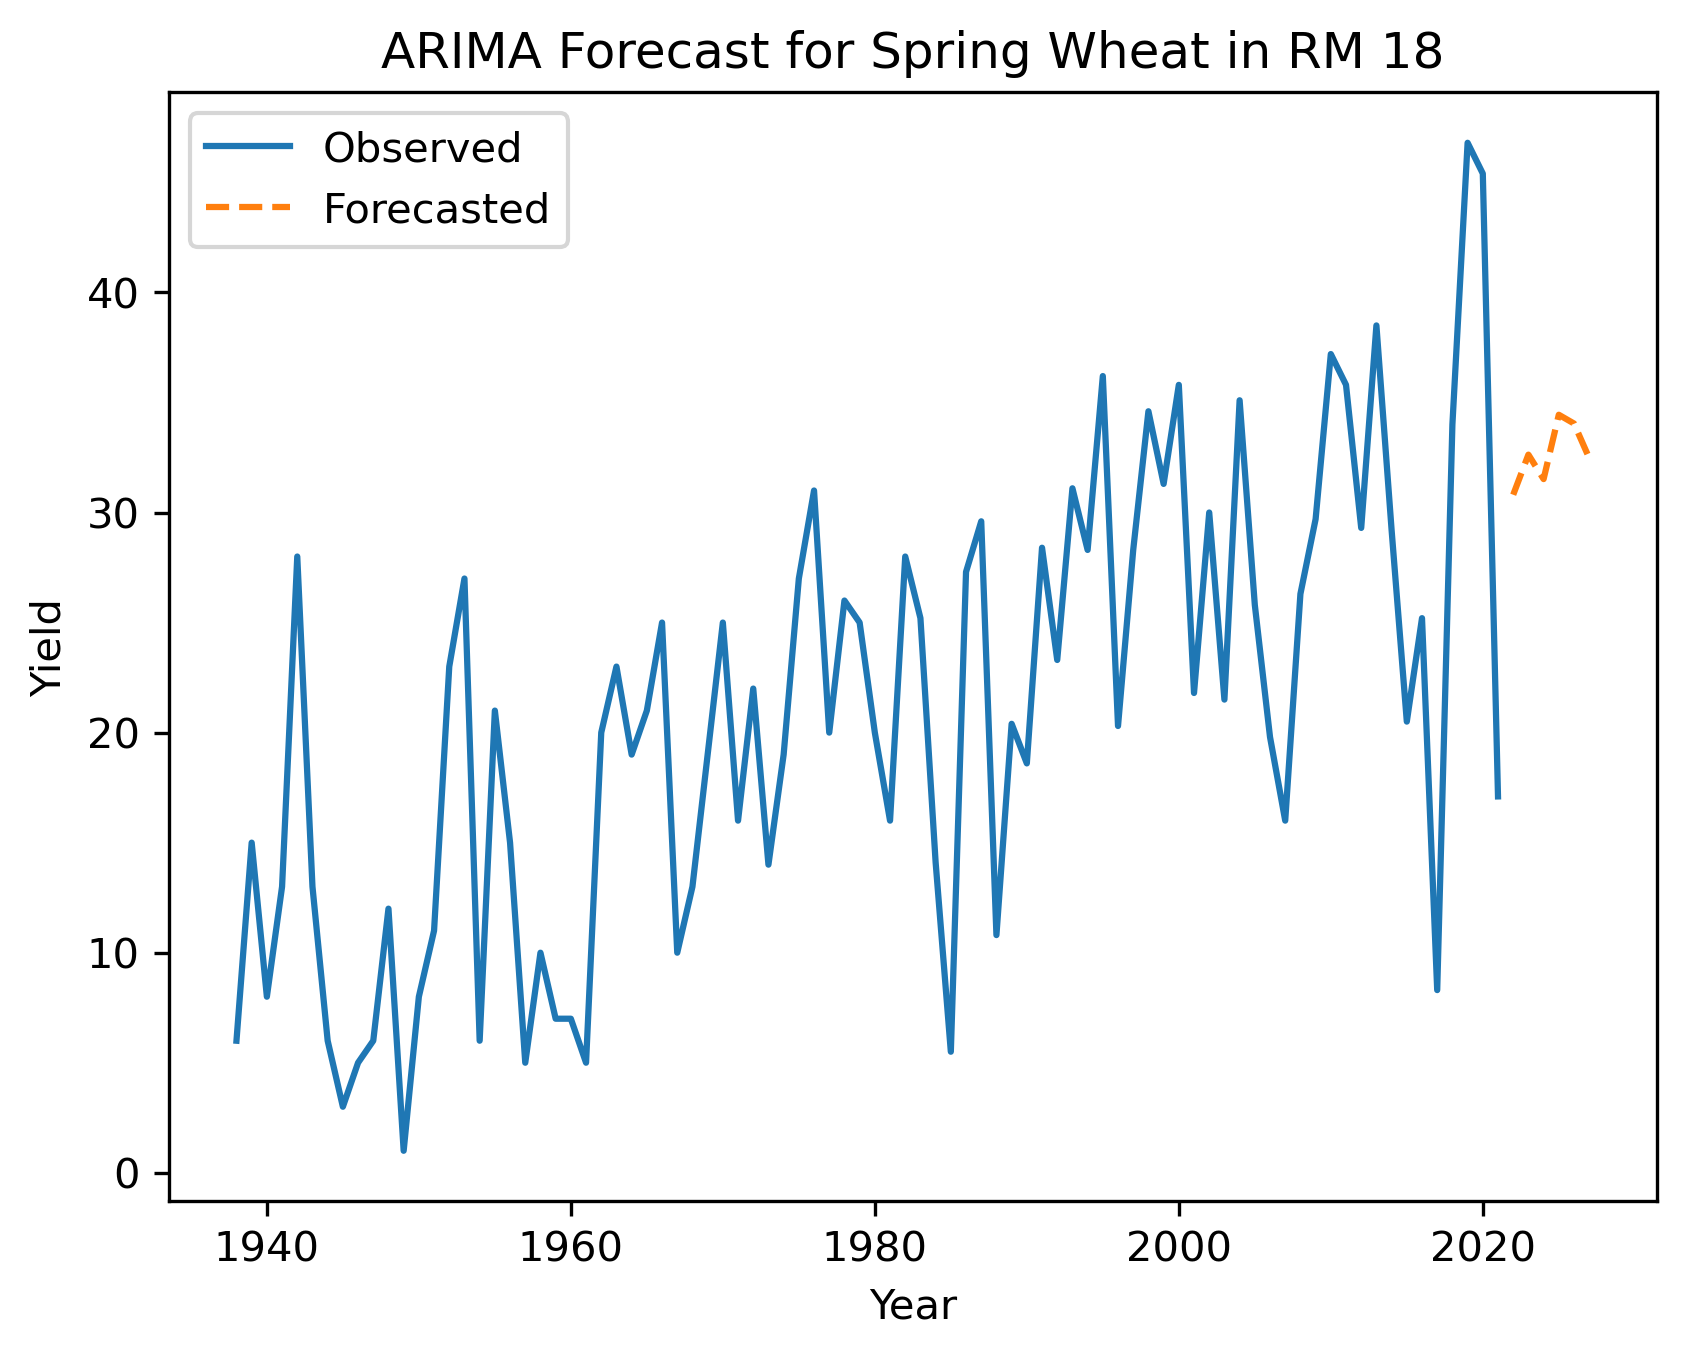 ARIMA Forecast for Spring Wheat in RM 18
Observed
Forecasted
40
30
20
10
0
Yield
1940 1960 1980 2000 2020
Year